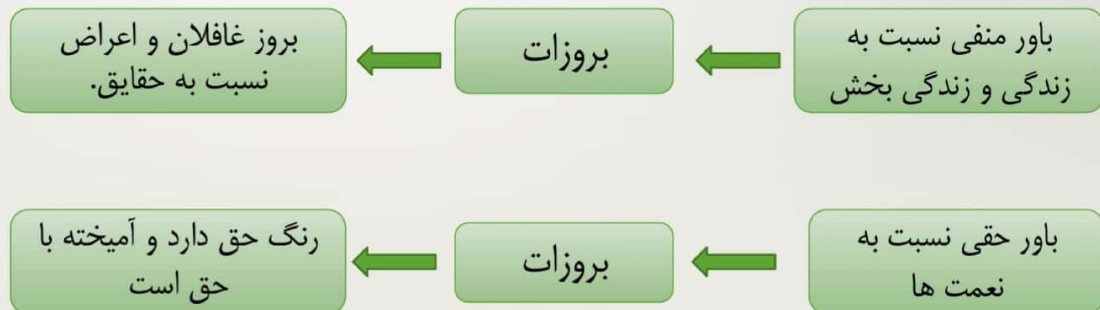 باور منفی نسبت به
زندگی و زندگی بخش
بروزات
بروز غافلان و اعراض
نسبت به حقایق.
باور حقی نسبت به
نعمت ها
بروزات
رنگ حق دارد و آمیخته با
حق است